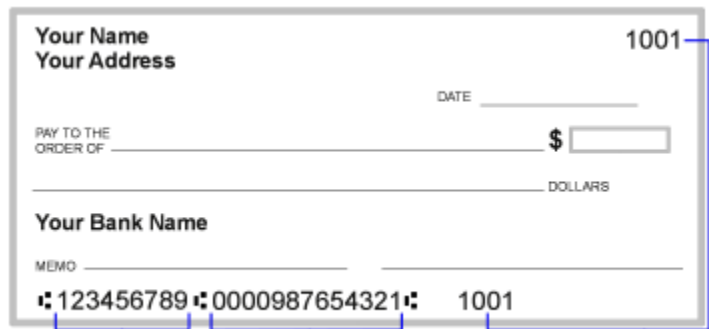 Your Name
1001
Your Address
DATE
PAY TO THE
ORDER OF
$
DOLLARS
Your Bank Name
MEMO
⑆123456789⑆0000987654321⑆ 1001